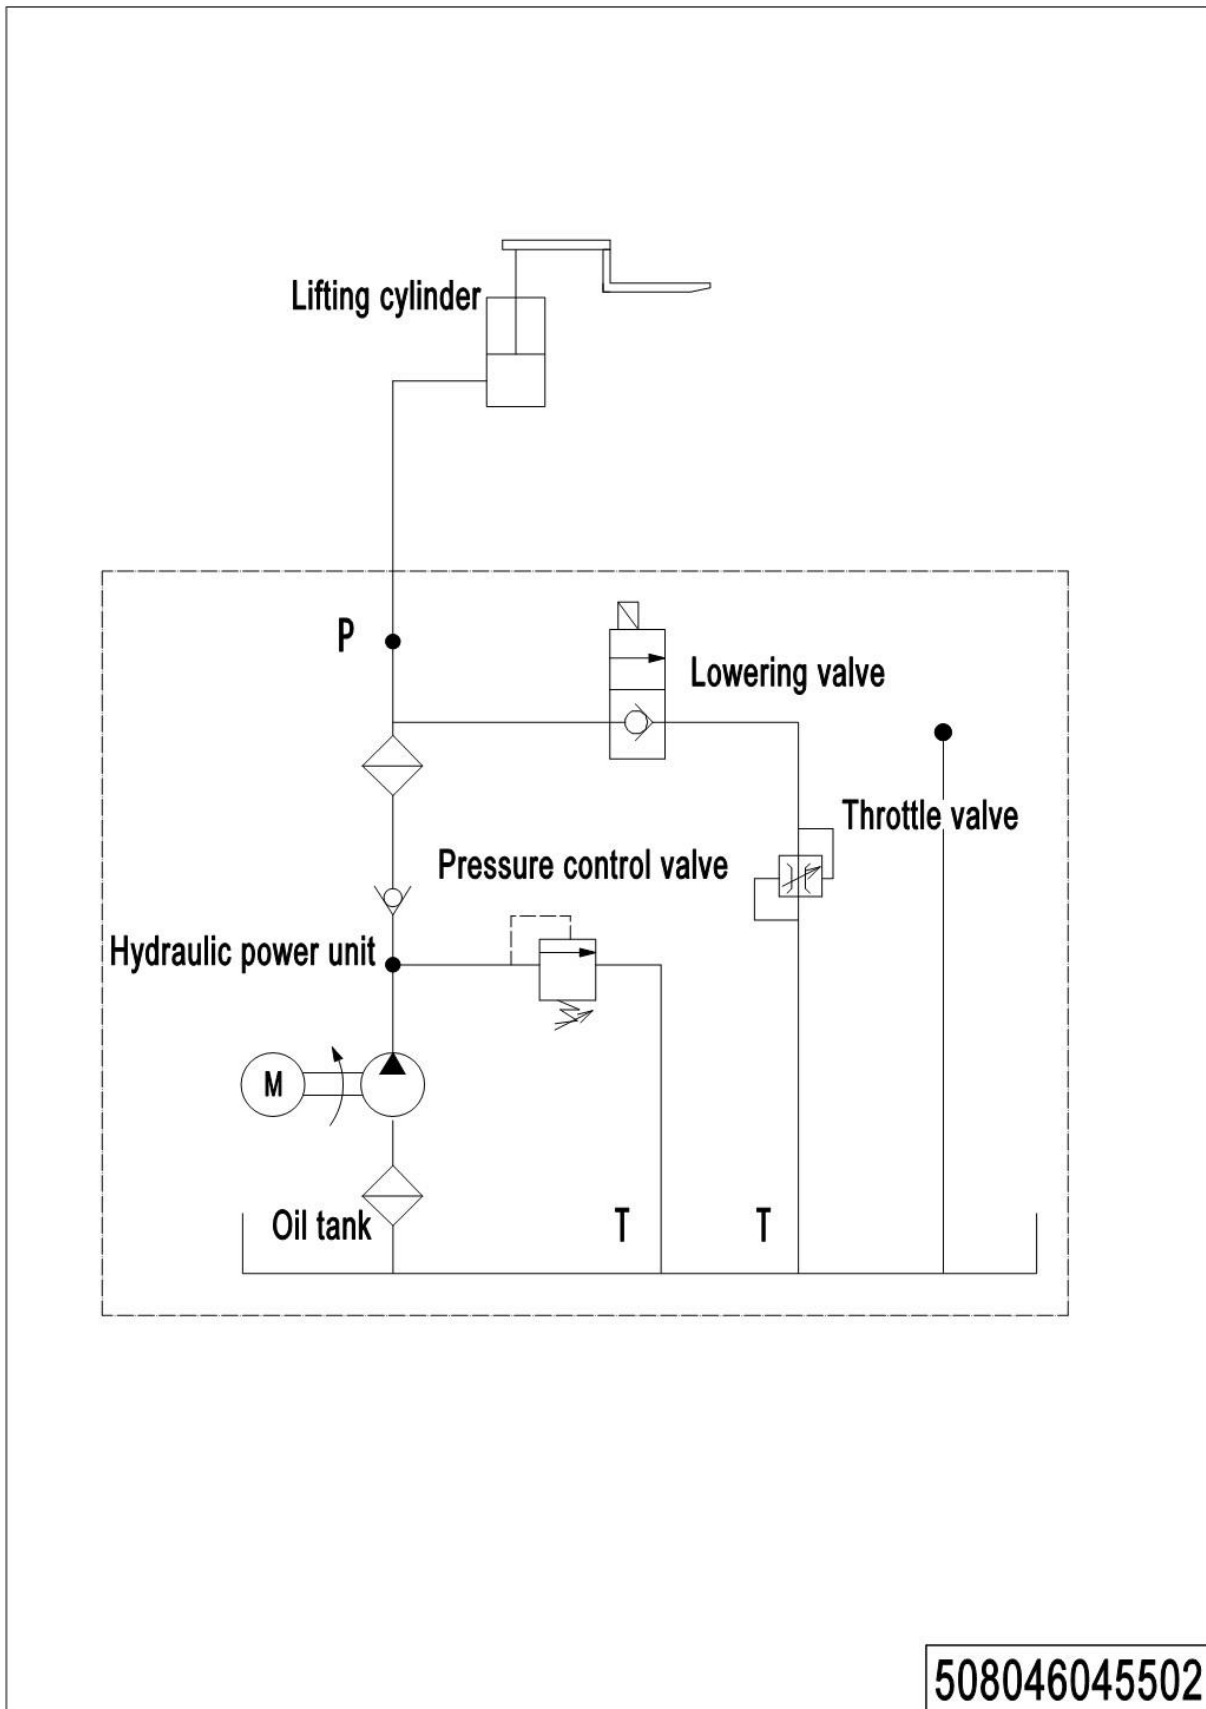 Lifting cylinder
P
Lowering valve
Throttle valve
Pressure control valve
Hydraulic power unit
M
Oil tank
T
T
508046045502